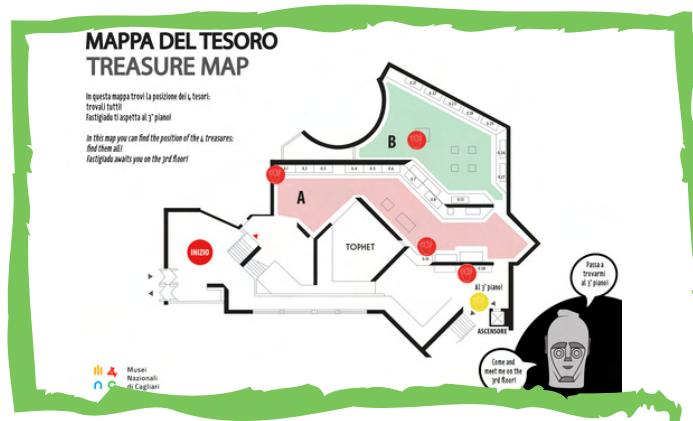 MAPPA DEL TESORO
TREASURE MAP
In questa mappa trovi la posizione dei 4 tesori:
trovali tutti!
Fastigiadu ti aspetta al 3° piano!
In this map you can find the position of the 4 treasures:
find them all!
Fastigiadu awaits you on the 3rd floor!
B
A
TOPHET
INIZIO
Al 3° piano!
ASCENSORE
Passa a
trovarmi
al 3° piano!
Come and
meet me on the
3rd floor!
Musei
Nazionali
di Cagliari